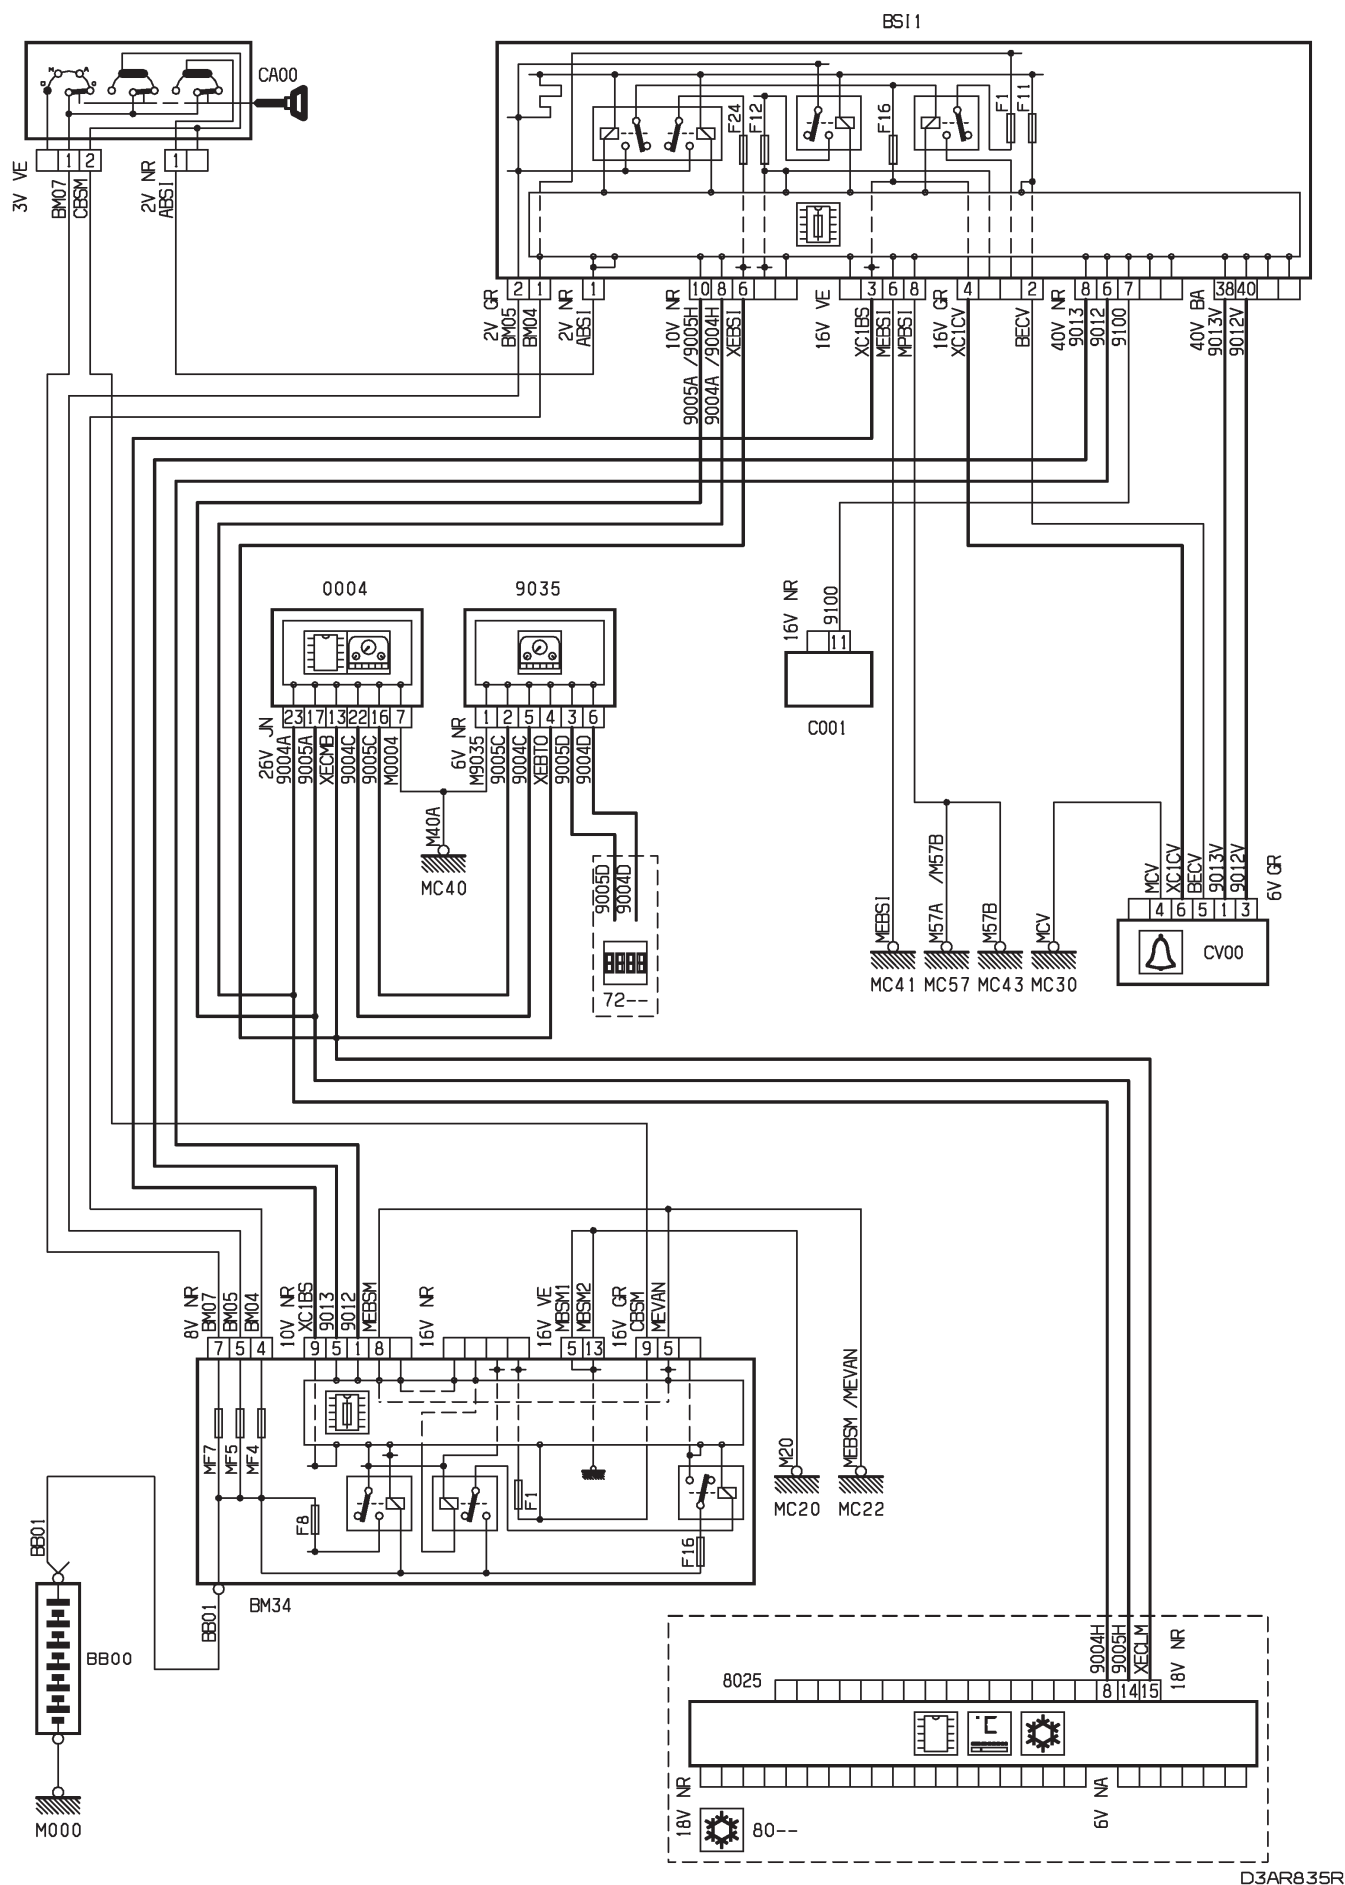 BSI1
CA00
M A
D
3V VE
1 2
BM07
CBSM
2V NR
1
ABSI
F24
F12
F16
F1
F11
2V GR
2 1
BM05
BM04
2V NR
1
ABSI
10V NR
10 8 6
9005A /9005H
9004A /9004H
XEBSI
16V VE
3 6 8
XC1BS
MEBSI
MPBSI
16V GR
4 2
XC1CV
BECV
40V NR
8 6 7
9013
9012
9100
40V BA
38 40
9013V
9012V
0004
9035
26V JN
23 17 13 22 16 7
9004A
9005A
XECMB
9004C
9005C
M0004
6V NR
1 2 5 4 3 6
M9035
9005C
9004C
XEBTO
9005D
9004D
16V NR
9100
11
C001
M40A
MC40
9005D
9004D
8888
72--
MEBSI
M57A /M57B
M57B
MCV
MC41 MC57 MC43 MC30
MCV
XC1CV
BECV
9013V
9012V
6V GR
4 6 5 1 3
CV00
8V NR
BM07
BM05
BM04
7 5 4
10V NR
XC1BS
9013
9012
MEBSM
9 5 1 8
16V NR
16V VE
MBSM1
MBSM2
5 13
16V GR
CBSM
MEVAN
9 5
MF7
MF5
MF4
F8
F1
F16
M20
MEBSM /MEVAN
MC20 MC22
BB01
BB01
BM34
BB00
M000
9004H
9005H
XECLM
18V NR
8025
8 14 15
°C
18V NR
6V NA
80--
D3AR835R